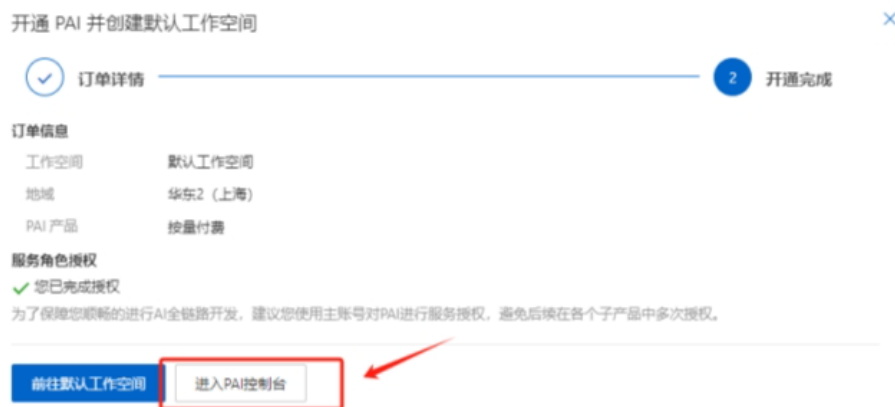 开通 PAI 并创建默认工作空间
订单详情
2 开通完成
订单信息
工作空间 默认工作空间
地域 华东2（上海）
PAI 产品 按量付费
服务角色授权
您已完成授权
为了保障您顺畅的进行AI全链路开发，建议您使用主账号对PAI进行服务授权，避免后续在各个子产品中多次授权。
前往默认工作空间 进入PAI控制台